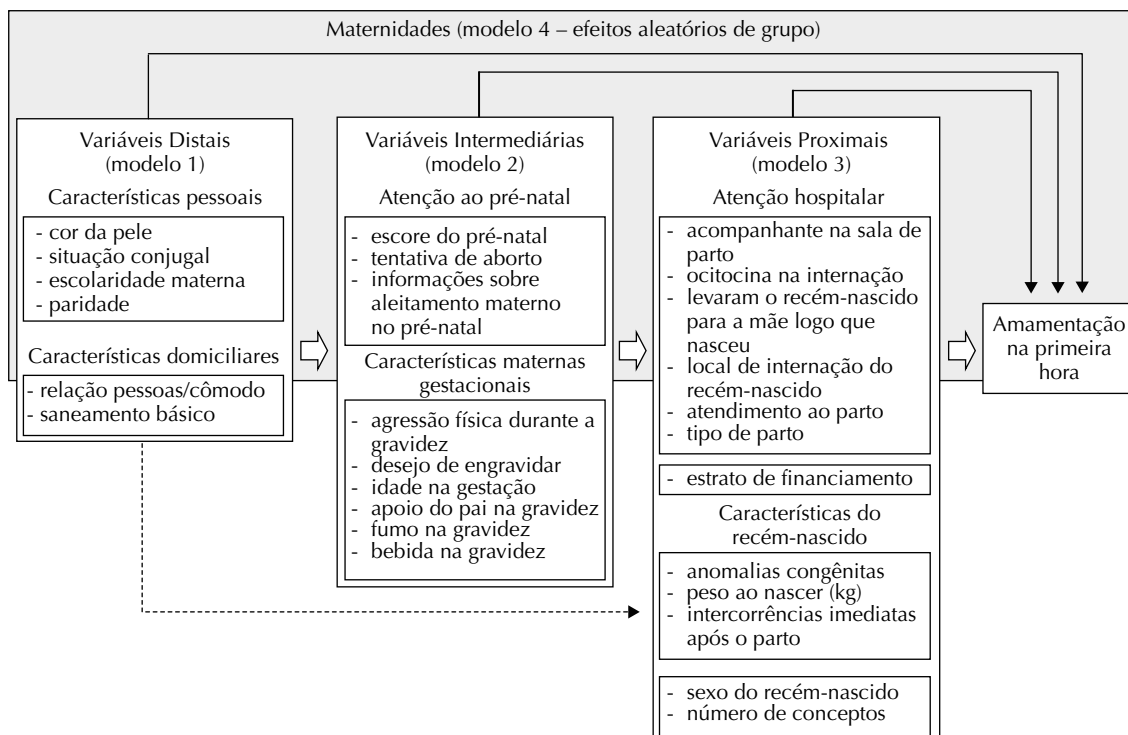 Maternidades (modelo 4 – efeitos aleatórios de grupo)
Variáveis Distais
(modelo 1)
Características pessoais
- cor da pele
- situação conjugal
- escolaridade materna
- paridade
Características domiciliares
- relação pessoas/cômodo
- saneamento básico
Variáveis Intermediárias
(modelo 2)
Atenção ao pré-natal
- escore do pré-natal
- tentativa de aborto
- informações sobre
aleitamento materno
no pré-natal
Características maternas
gestacionais
- agressão física durante a
gravidez
- desejo de engravidar
- idade na gestação
- apoio do pai na gravidez
- fumo na gravidez
- bebida na gravidez
Variáveis Proximais
(modelo 3)
Atenção hospitalar
- acompanhante na sala de
parto
- ocitocina na internação
- levaram o recém-nascido
para a mãe logo que
nasceu
- local de internação do
recém-nascido
- atendimento ao parto
- tipo de parto
- estrato de financiamento
Características do
recém-nascido
- anomalias congênitas
- peso ao nascer (kg)
- intercorrências imediatas
após o parto
- sexo do recém-nascido
- número de conceptos
Amamentação
na primeira
hora